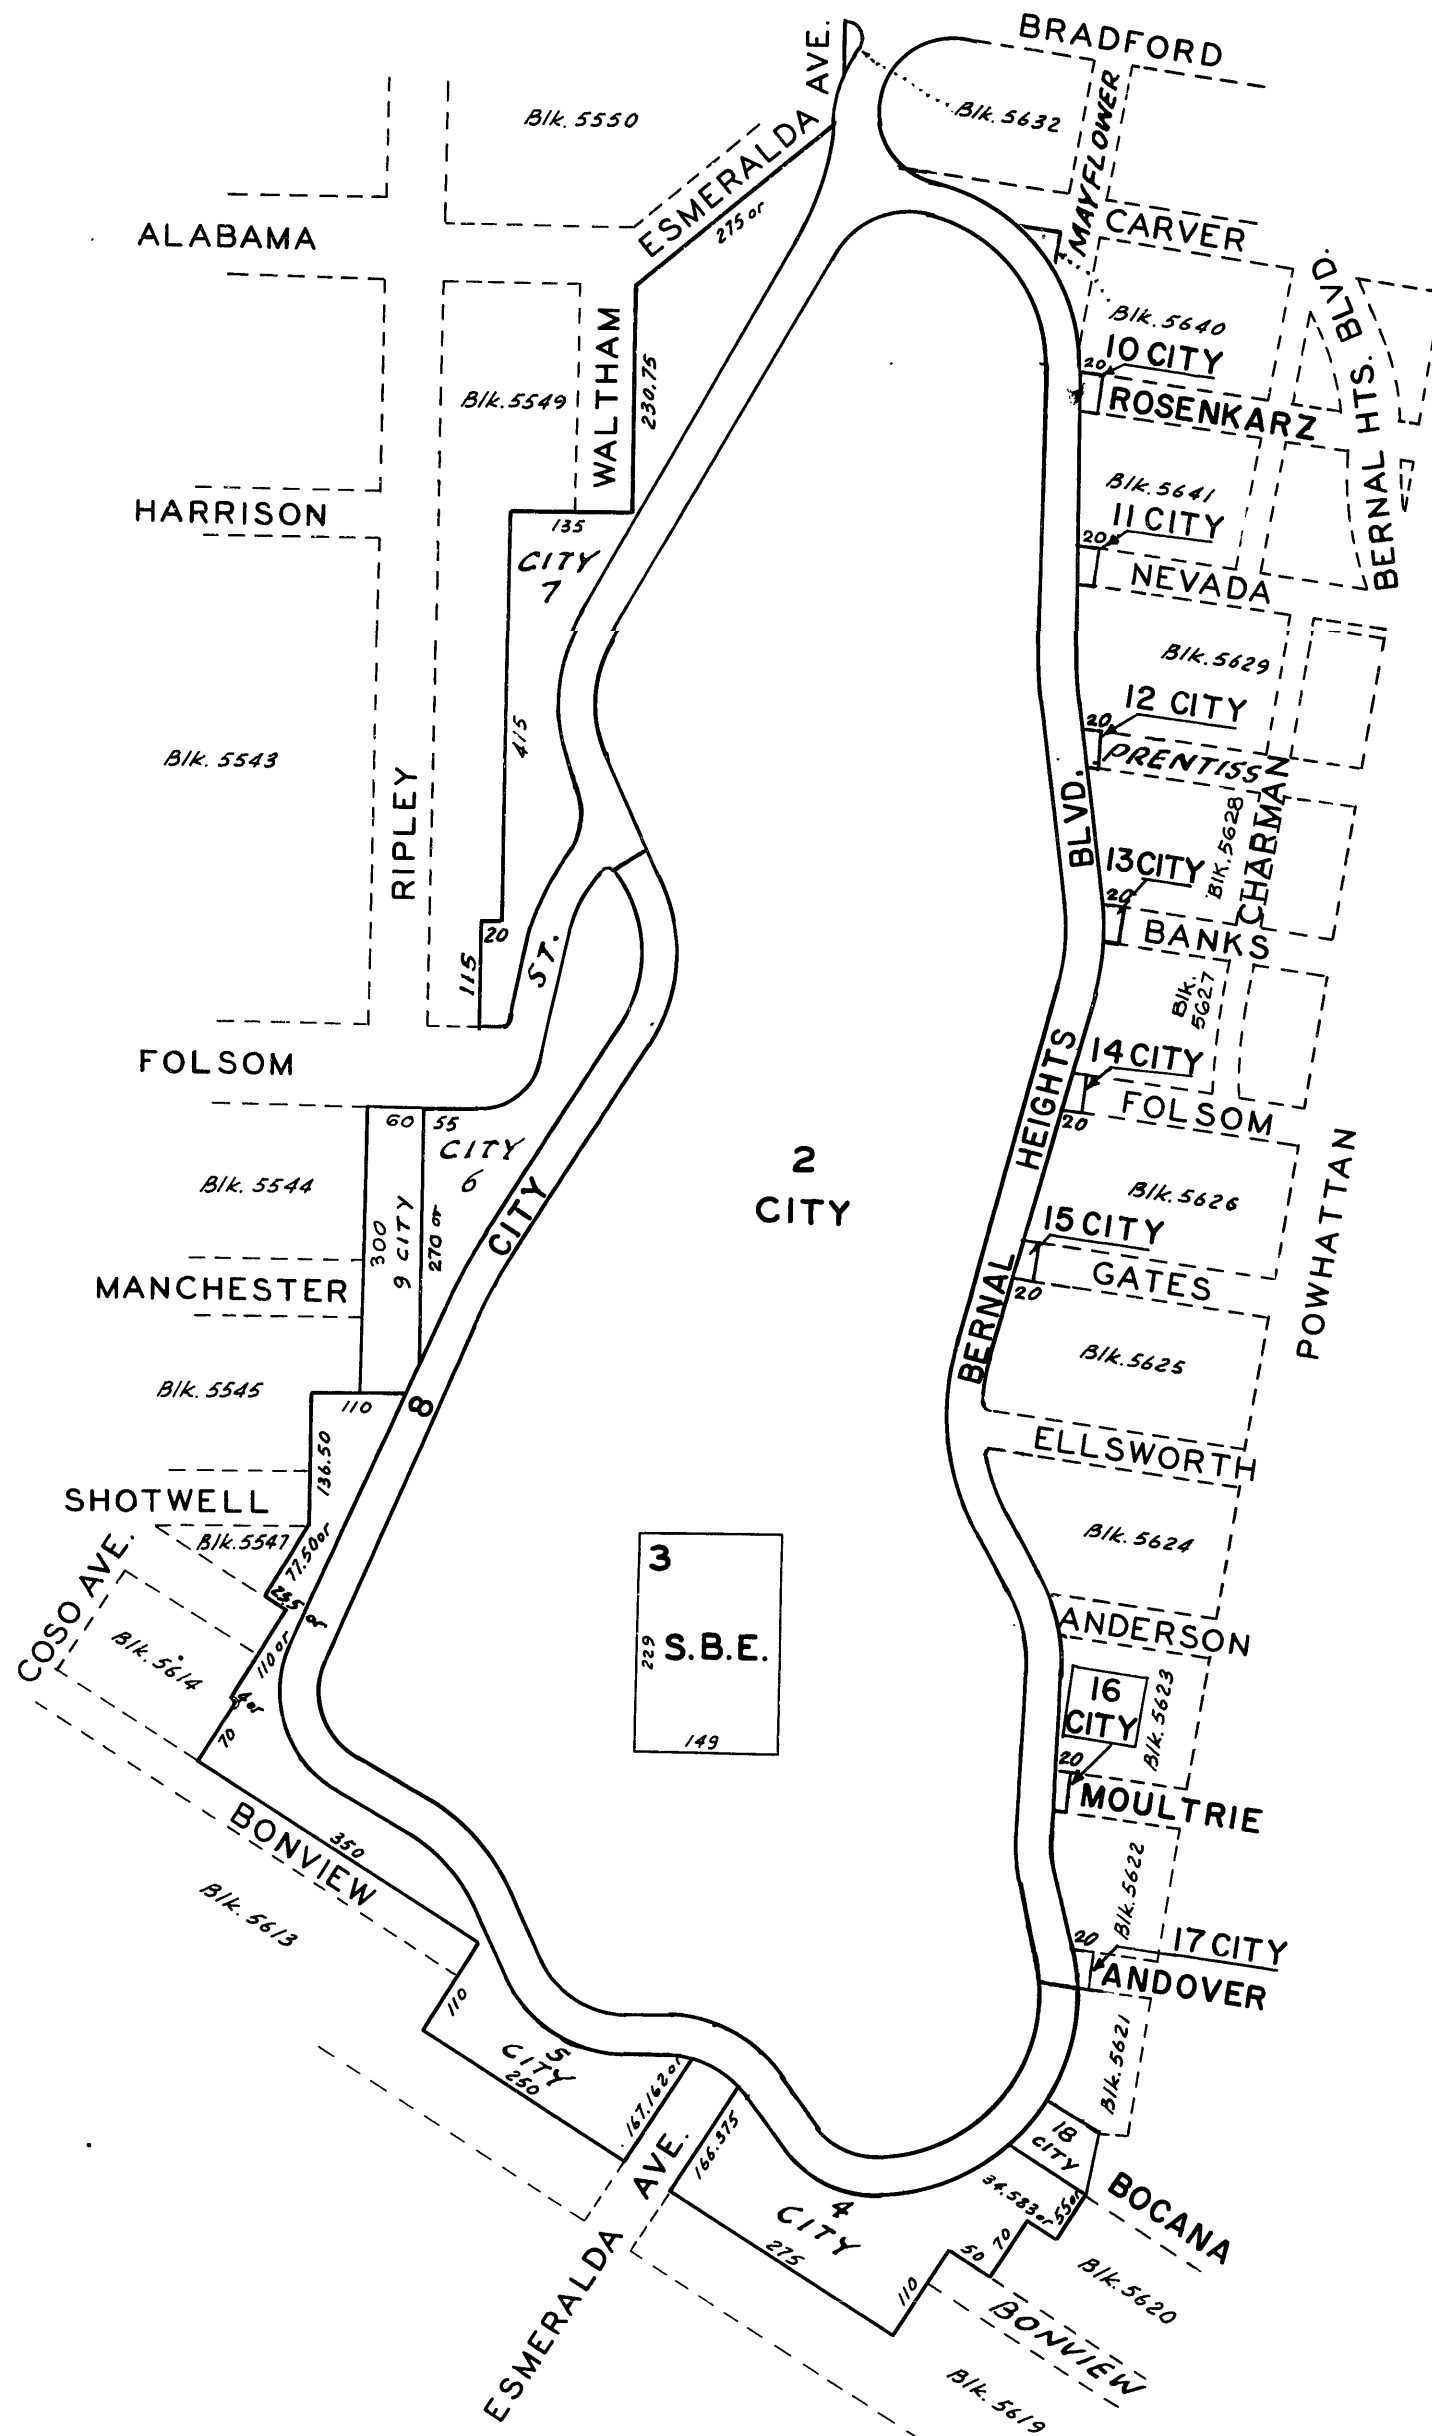 BRADFORD
ESMERALDA AVE.
MAYFLOWER
Blk. 5550
Blk. 5632
ALABAMA
275 or
CARVER
BERNAL HTS. BLVD.
Blk. 5640
10 CITY
20
ROSENKARZ
WALTHAM
230.75
Blk. 5549
HARRISON
135
CITY
7
Blk. 5641
11 CITY
20
NEVADA
Blk. 5629
12 CITY
20
PRENTISS
CHARMAN
415
Blk. 5543
RIPLEY
Blk. 5628
13 CITY
20
BANKS
20
115
ST.
Blk.
5627
FOLSOM
14 CITY
20
FOLSOM
60
55
CITY
6
2
CITY
BERNAL HEIGHTS BLVD.
POWHATTAN
Blk. 5544
Blk. 5626
300
9 CITY
270 or
CITY
15 CITY
20
GATES
MANCHESTER
Blk. 5625
Blk. 5545
110
8
136.50
ELLSWORTH
SHOTWELL
Blk. 5547
77.50 or
23.5 or
COSO AVE.
Blk. 5624
3
229
S.B.E.
149
ANDERSON
Blk. 5614
110 or
4 or
70
16
CITY
Blk. 5623
20
MOULTRIE
BONVIEW
350
Blk. 5613
Blk. 5622
17 CITY
20
ANDOVER
110
5
CITY
250
167.162 or
Blk. 5621
166.375
18
CITY
ESMERALDA AVE.
4
CITY
275
34.583 or
55 or
BOCANA
50
70
110
Blk. 5620
BONVIEW
Blk. 5619